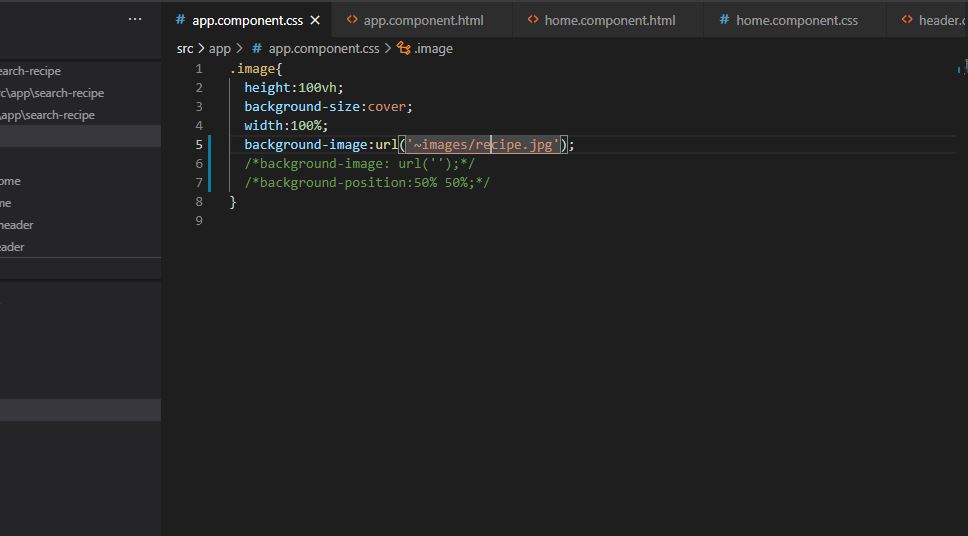 ...
# app.component.css ×
<> app.component.html
<> home.component.html
# home.component.css
<> header.c
src > app > # app.component.css > .image
earch-recipe
rc\app\search-recipe
\app\search-recipe
ome
me
header
eader
1 .image{
2 height:100vh;
3 background-size:cover;
4 width:100%;
5 background-image:url('~images/recipe.jpg');
6 /*background-image: url('');*/
7 /*background-position:50% 50%;*/
8 }
9